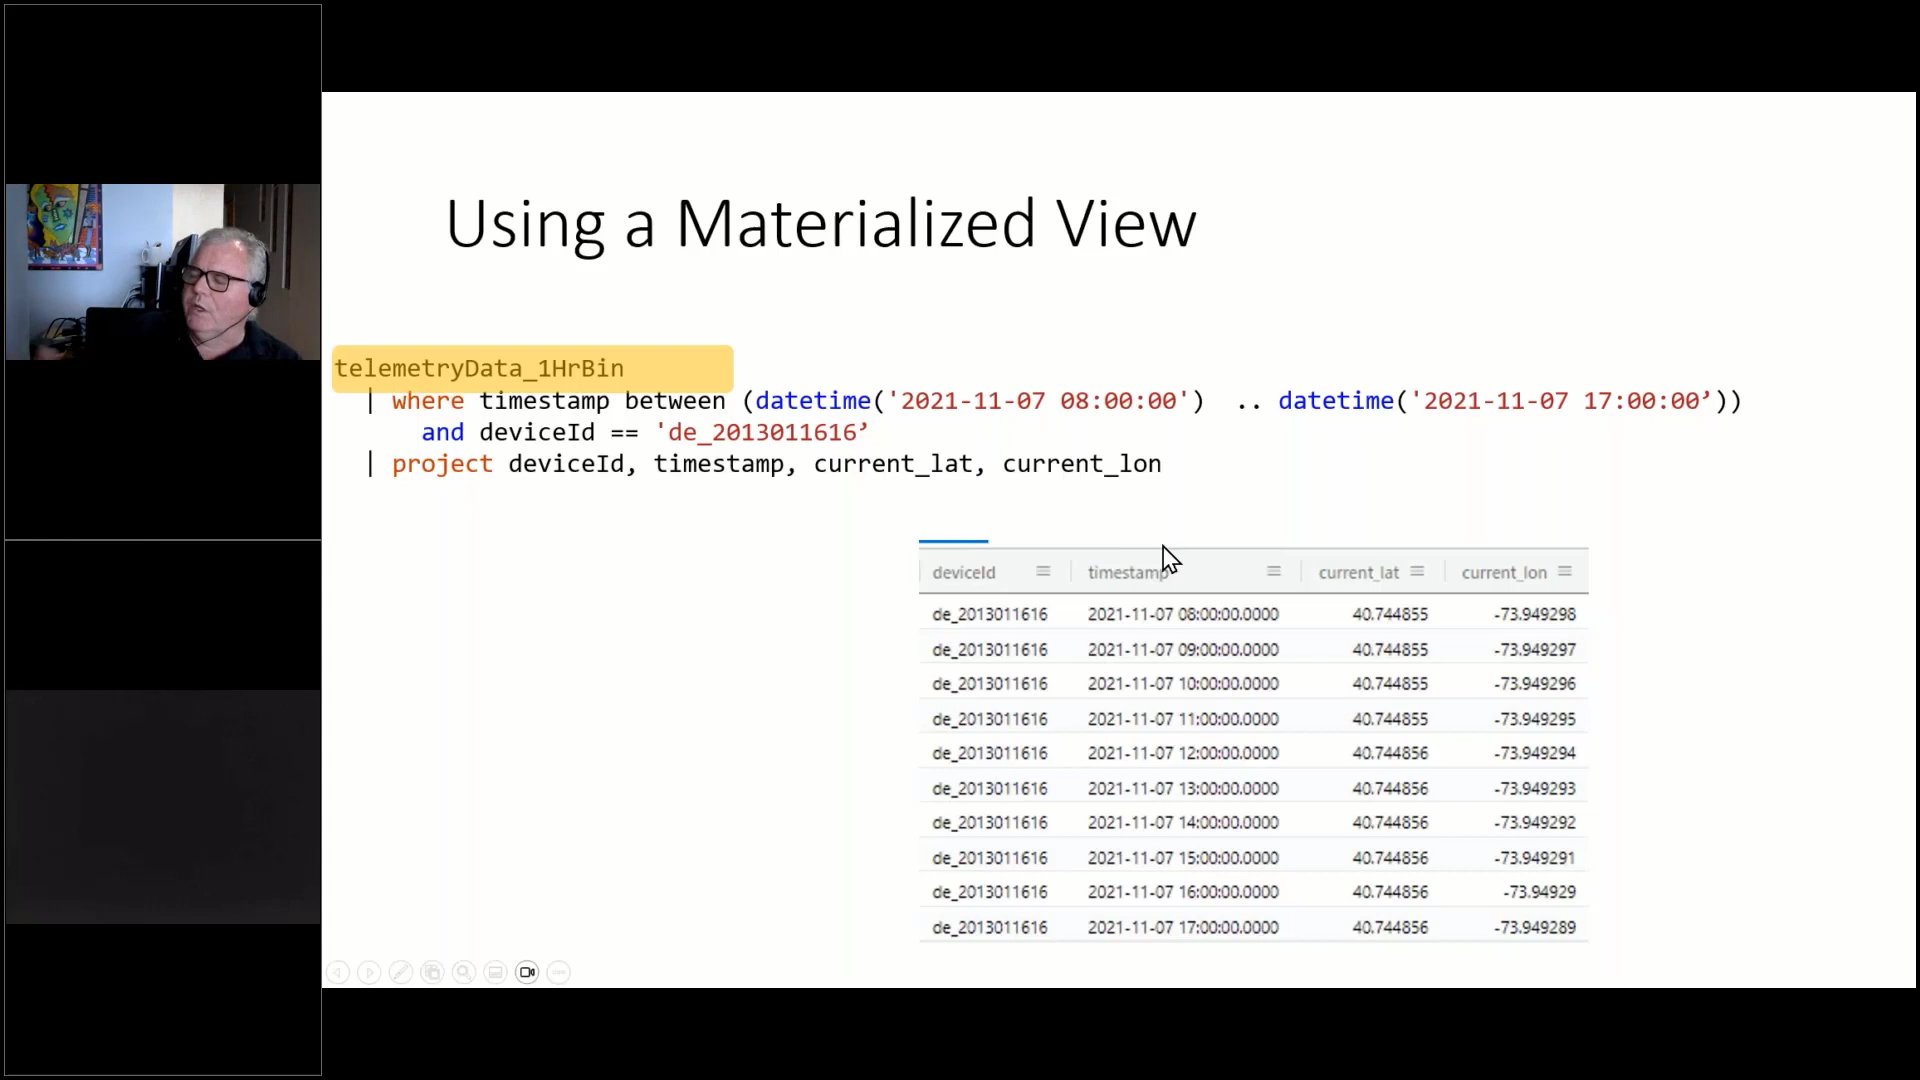 Using a Materialized View
telemetryData_1HrBin
| where timestamp between (datetime('2021-11-07 08:00:00') .. datetime('2021-11-07 17:00:00’))
and deviceId == 'de_2013011616’
| project deviceId, timestamp, current_lat, current_lon
deviceId timestamp current_lat current_lon
de_2013011616 2021-11-07 08:00:00.0000 40.744855 -73.949298
de_2013011616 2021-11-07 09:00:00.0000 40.744855 -73.949297
de_2013011616 2021-11-07 10:00:00.0000 40.744855 -73.949296
de_2013011616 2021-11-07 11:00:00.0000 40.744855 -73.949295
de_2013011616 2021-11-07 12:00:00.0000 40.744856 -73.949294
de_2013011616 2021-11-07 13:00:00.0000 40.744856 -73.949293
de_2013011616 2021-11-07 14:00:00.0000 40.744856 -73.949292
de_2013011616 2021-11-07 15:00:00.0000 40.744856 -73.949291
de_2013011616 2021-11-07 16:00:00.0000 40.744856 -73.94929
de_2013011616 2021-11-07 17:00:00.0000 40.744856 -73.949289